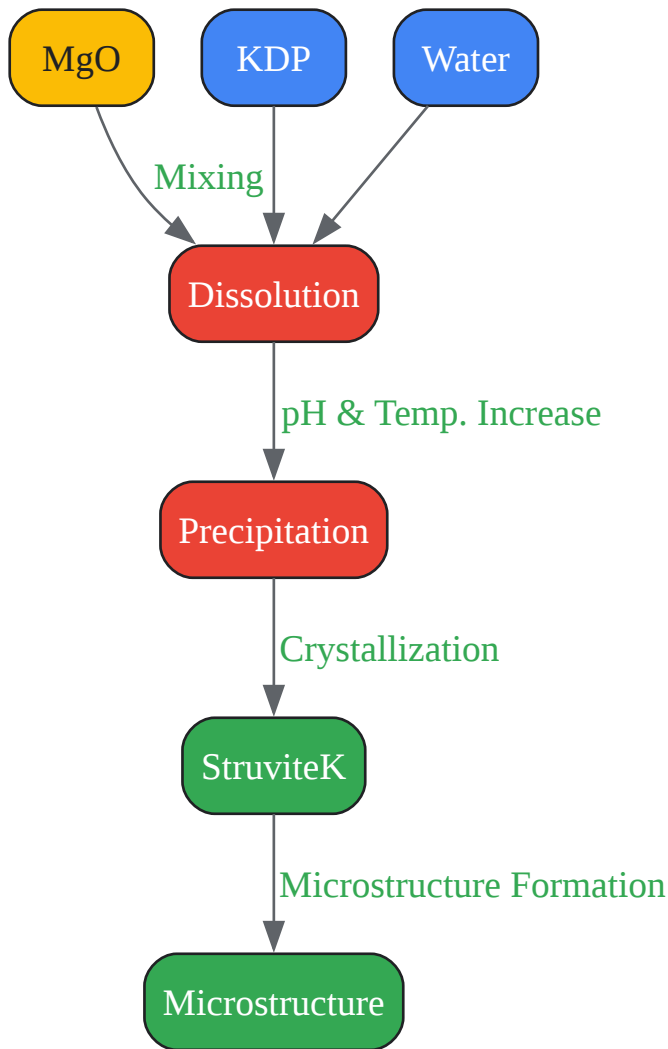 MgO
KDP
Water
Mixing
Dissolution
pH & Temp. Increase
Precipitation
Crystallization
StruviteK
Microstructure Formation
Microstructure